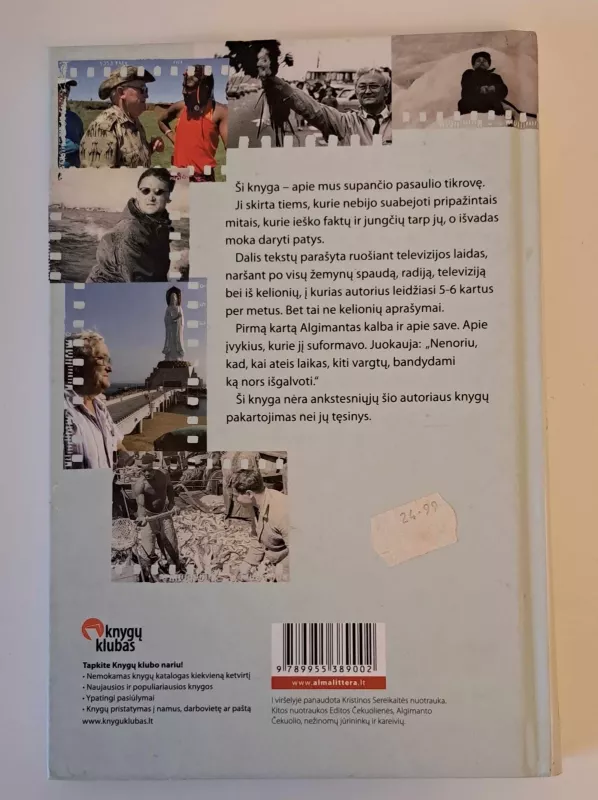 Ši knyga – apie mus supančio pasaulio tikrovę.
Ji skirta tiems, kurie nebijo suabejoti pripažintais
mitais, kurie ieško faktų ir jungčių tarp jų, o išvadas
moka daryti patys.
Dalis tekstų parašyta ruošiant televizijos laidas,
naršant po visų žemynų spaudą, radiją, televiziją
bei iš kelionių, į kurias autorius leidžiasi 5-6 kartus
per metus. Bet tai ne kelionių aprašymai.
Pirmą kartą Algimantas kalba ir apie save. Apie
įvykius, kurie jį suformavo. Juokauja: „Nenoriu,
kad, kai ateis laikas, kiti vargtų, bandydami
ką nors išgalvoti.“
Ši knyga nėra ankstesniųjų šio autoriaus knygų
pakartojimas nei jų tęsinys.
24-99
knygų
klubas
Tapkite Knygų klubo nariu!
• Nemokamas knygų katalogas kiekvieną ketvirtį
• Naujausios ir populiariausios knygos
• Ypatingi pasiūlymai
• Knygų pristatymas į namus, darbovietę ar paštą
www.knyguklubas.lt
9 789955 389002
www.almalittera.lt
Į viršelyje panaudota Kristinos Sereikaitės nuotrauka.
Kitos nuotraukos Editos Čekuolienės, Algimanto
Čekuolio, nežinomų jūrininkų ir kareivių.